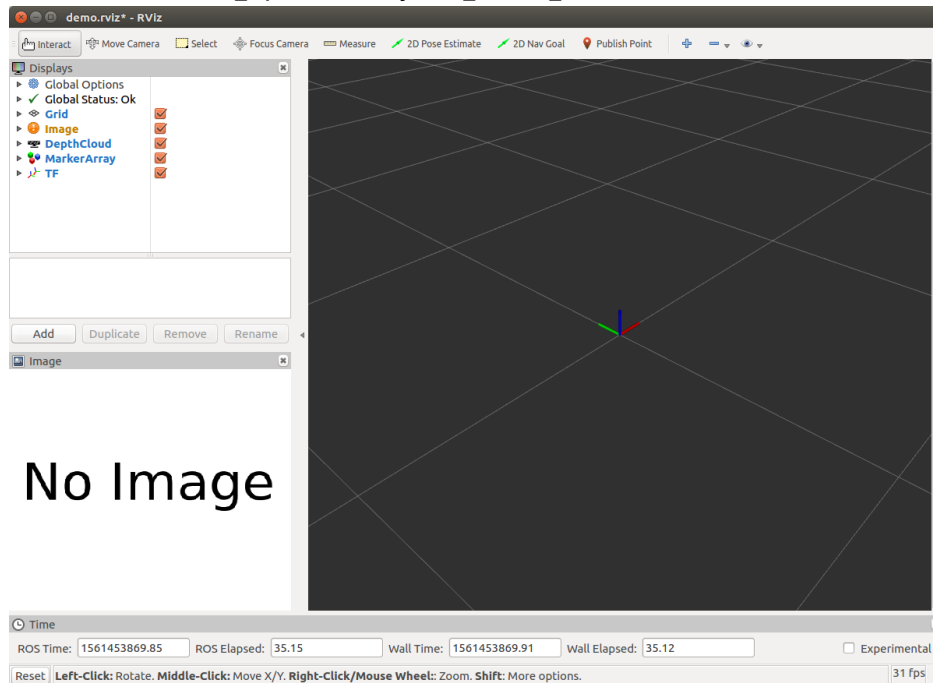 demo.rviz* - RViz
Interact Move Camera Select Focus Camera Measure 2D Pose Estimate 2D Nav Goal Publish Point
Displays
Global Options
Global Status: Ok
Grid
Image
DepthCloud
MarkerArray
TF
Add Duplicate Remove Rename
Image
No Image
Time
ROS Time: 1561453869.85 ROS Elapsed: 35.15 Wall Time: 1561453869.91 Wall Elapsed: 35.12 Experimental
Reset Left-Click: Rotate. Middle-Click: Move X/Y. Right-Click/Mouse Wheel:: Zoom. Shift: More options. 31 fps